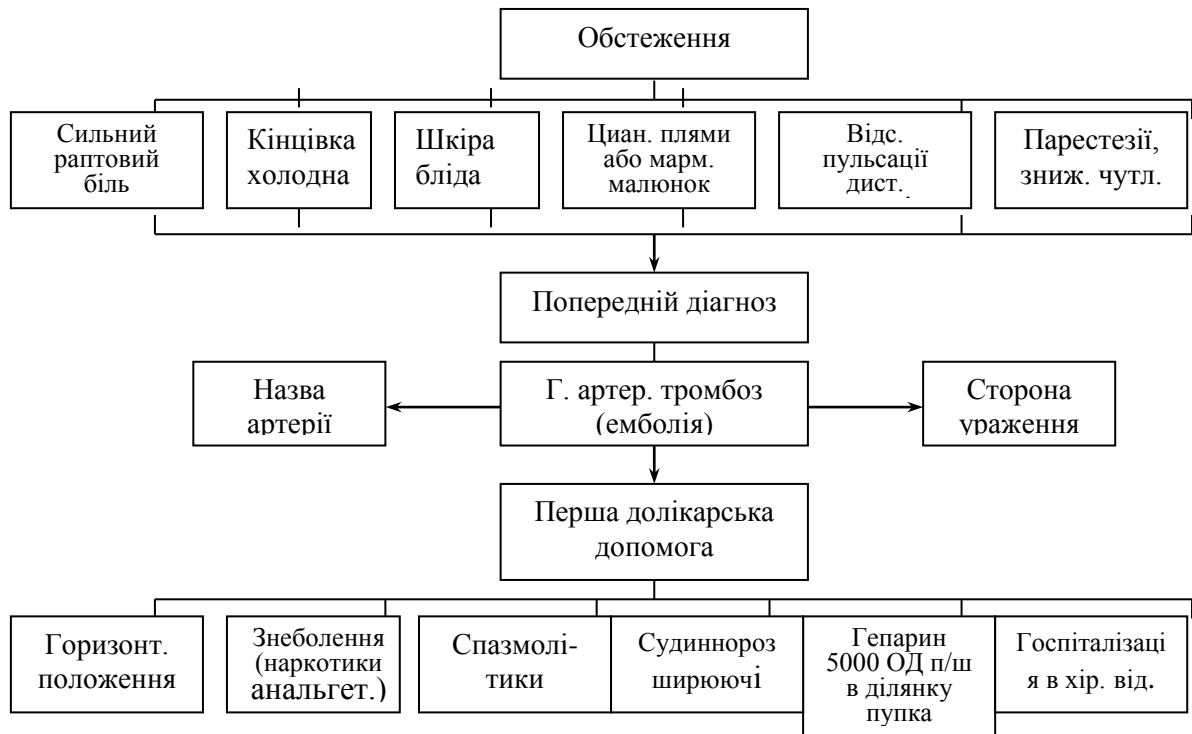 Обстеження
Сильний
раптовий
біль
Кінцівка
холодна
Шкіра
бліда
Циан. плями
або марм.
малюнок
Відс.
пульсації
дист.
Парестезії,
зниж. чутл.
Попередній діагноз
Назва
артерії
Г. артер. тромбоз
(емболія)
Сторона
ураження
Перша долікарська
допомога
Горизонт.
положення
Знеболення
(наркотики
анальгет.)
Спазмолі-
тики
Судиннороз
ширюючі
Гепарин
5000 ОД п/ш
в ділянку
пупка
Госпіталізаці
я в хір. від.